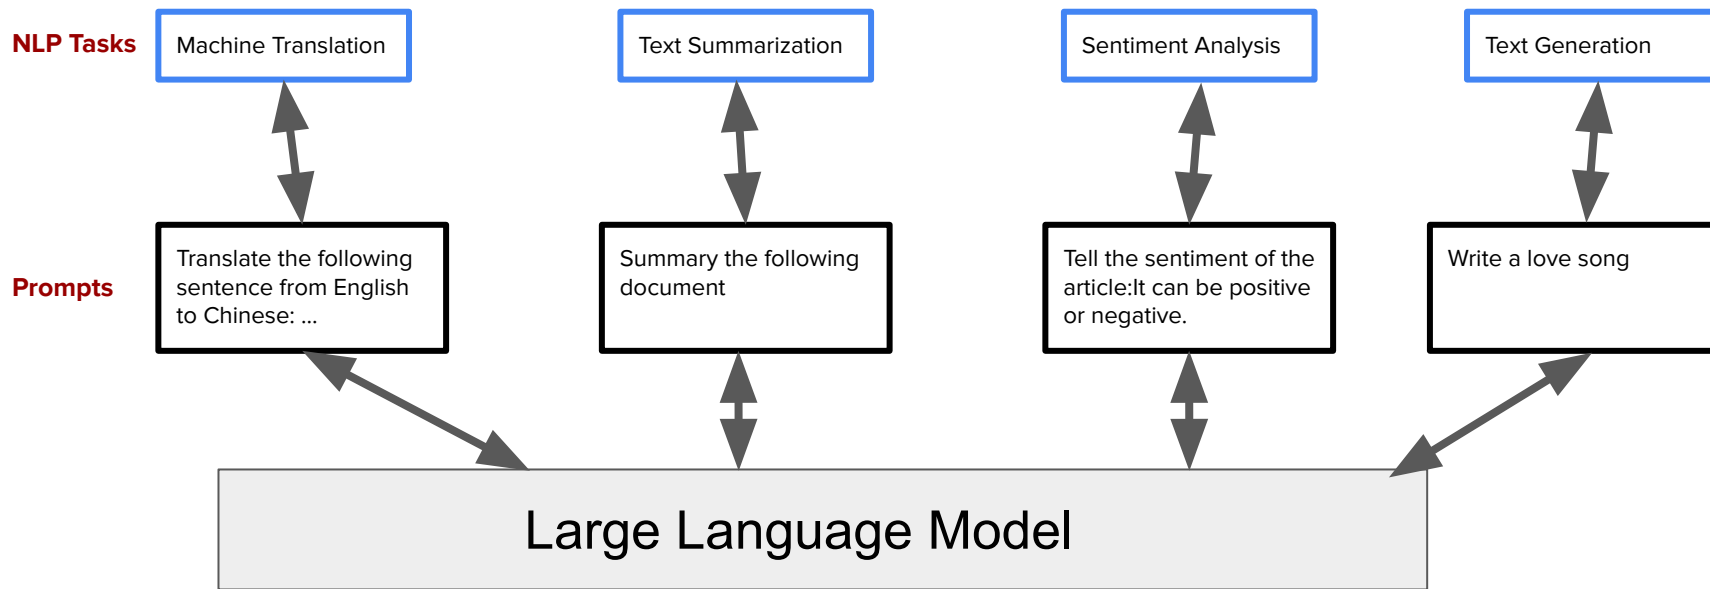 NLP Tasks
Machine Translation
Text Summarization
Sentiment Analysis
Text Generation
Prompts
Translate the following
sentence from English
to Chinese: ...
Summary the following
document
Tell the sentiment of the
article:It can be positive
or negative.
Write a love song
Large Language Model